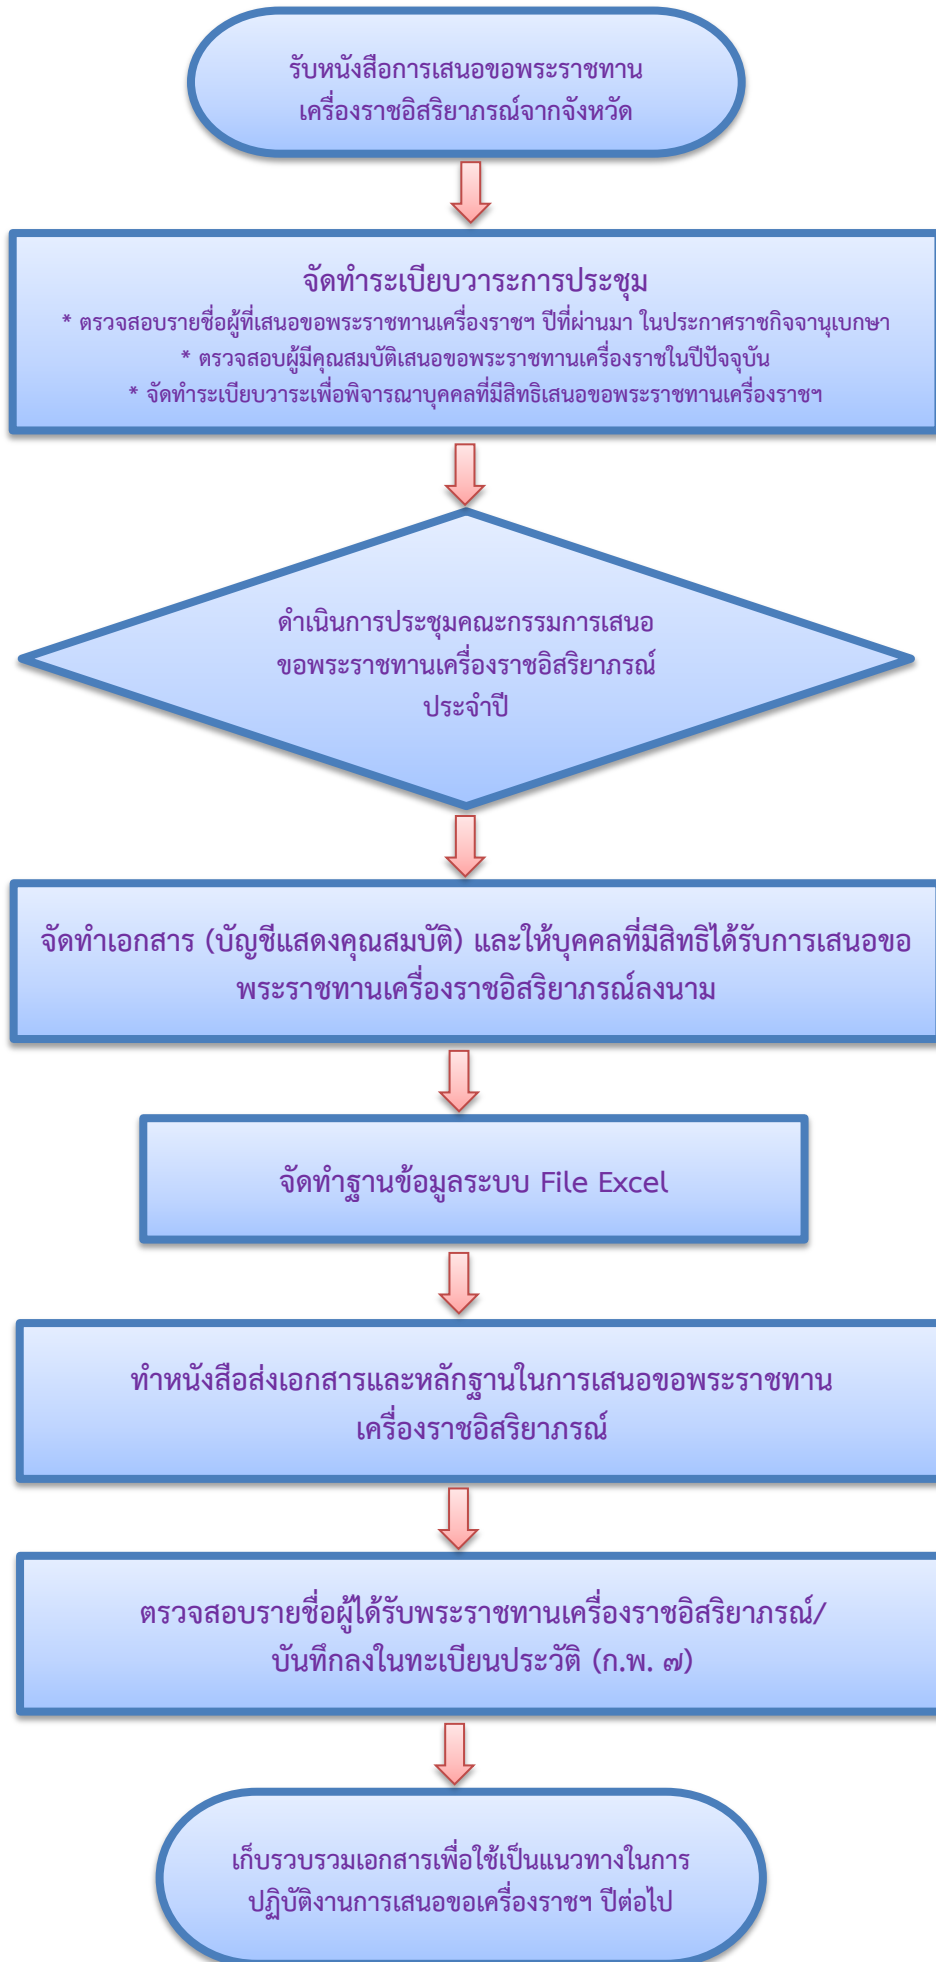 รับหนังสือการเสนอขอพระราชทาน
เครื่องราชอิสริยาภรณ์จากจังหวัด
จัดทำระเบียบวาระการประชุม
* ตรวจสอบรายชื่อผู้ที่เสนอขอพระราชทานเครื่องราชฯ ปีที่ผ่านมา ในประกาศราชกิจจานุเบกษา
* ตรวจสอบผู้มีคุณสมบัติเสนอขอพระราชทานเครื่องราชในปีปัจจุบัน
* จัดทำระเบียบวาระเพื่อพิจารณาบุคคลที่มีสิทธิเสนอขอพระราชทานเครื่องราชฯ
ดำเนินการประชุมคณะกรรมการเสนอ
ขอพระราชทานเครื่องราชอิสริยาภรณ์
ประจำปี
จัดทำเอกสาร (บัญชีแสดงคุณสมบัติ) และให้บุคคลที่มีสิทธิได้รับการเสนอขอ
พระราชทานเครื่องราชอิสริยาภรณ์ลงนาม
จัดทำฐานข้อมูลระบบ File Excel
ทำหนังสือส่งเอกสารและหลักฐานในการเสนอขอพระราชทาน
เครื่องราชอิสริยาภรณ์
ตรวจสอบรายชื่อผู้ได้รับพระราชทานเครื่องราชอิสริยาภรณ์/
บันทึกลงในทะเบียนประวัติ (ก.พ. ๗)
เก็บรวบรวมเอกสารเพื่อใช้เป็นแนวทางในการ
ปฏิบัติงานการเสนอขอเครื่องราชฯ ปีต่อไป